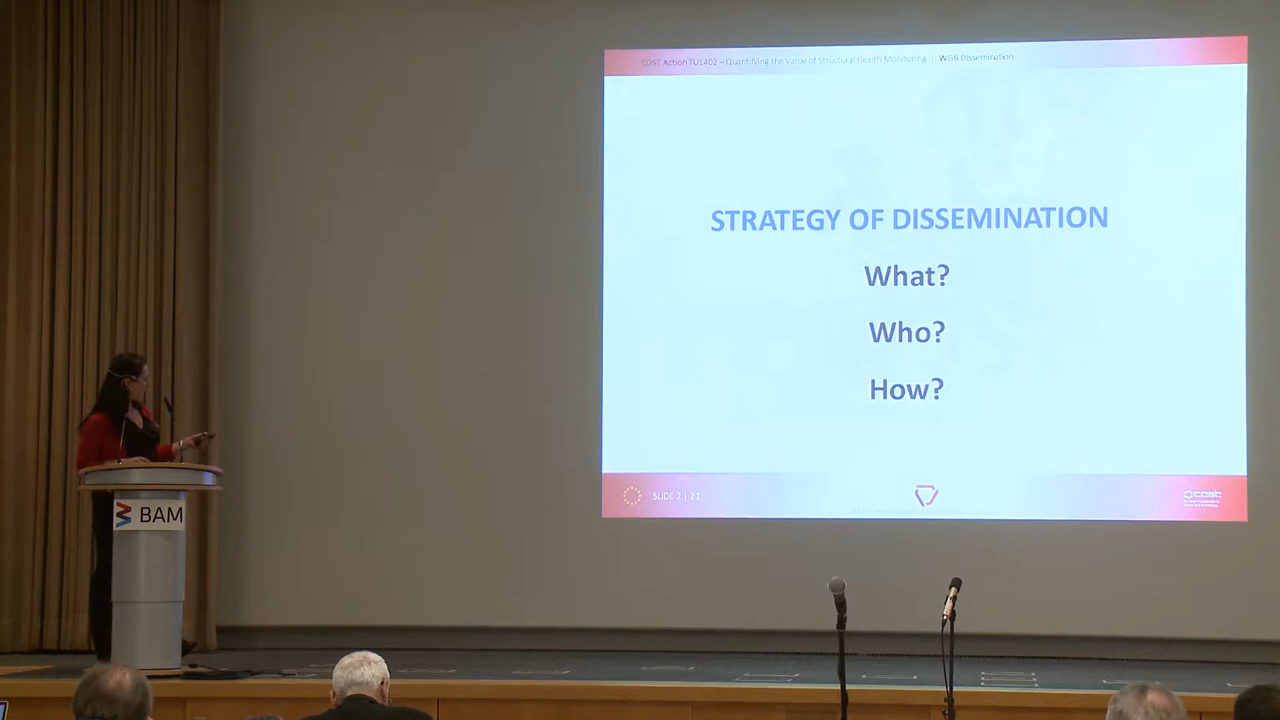 COST Action TU1402 – Quantifying the Value of Structural Health Monitoring | WG6 Dissemination
STRATEGY OF DISSEMINATION
What?
Who?
How?
SLIDE 2 | 21
cost
BAM